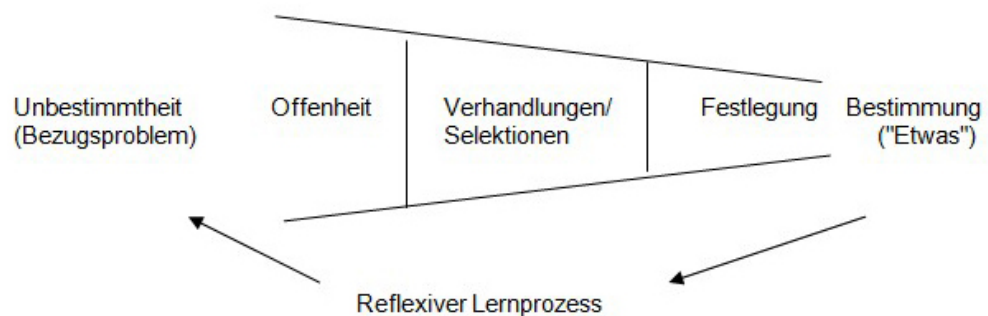 Unbestimmtheit
(Bezugsproblem)
Offenheit
Verhandlungen/
Selektionen
Festlegung
Bestimmung
("Etwas")
Reflexiver Lernprozess